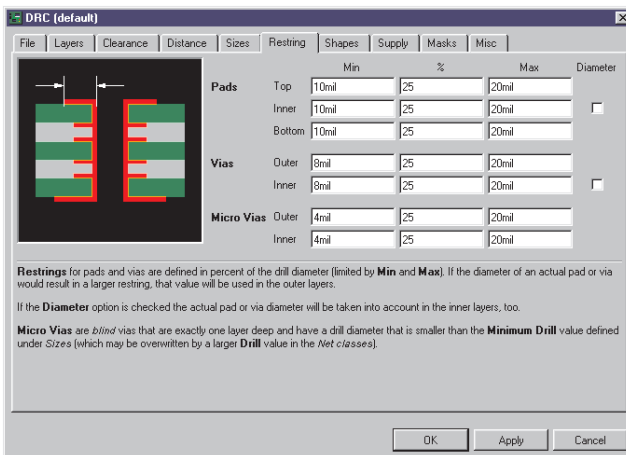 DRC (default)
File Layers Clearance Distance Sizes Restring Shapes Supply Masks Misc
Min % Max Diameter
Pads Top 10mil 25 20mil
Inner 10mil 25 20mil
Bottom 10mil 25 20mil
Vias Outer 8mil 25 20mil
Inner 8mil 25 20mil
Micro Vias Outer 4mil 25 20mil
Inner 4mil 25 20mil
Restrings for pads and vias are defined in percent of the drill diameter (limited by Min and Max). If the diameter of an actual pad or via
would result in a larger restring, that value will be used in the outer layers.
If the Diameter option is checked the actual pad or via diameter will be taken into account in the inner layers, too.
Micro Vias are blind vias that are exactly one layer deep and have a drill diameter that is smaller than the Minimum Drill value defined
under Sizes (which may be overwritten by a larger Drill value in the Net classes).
OK Apply Cancel